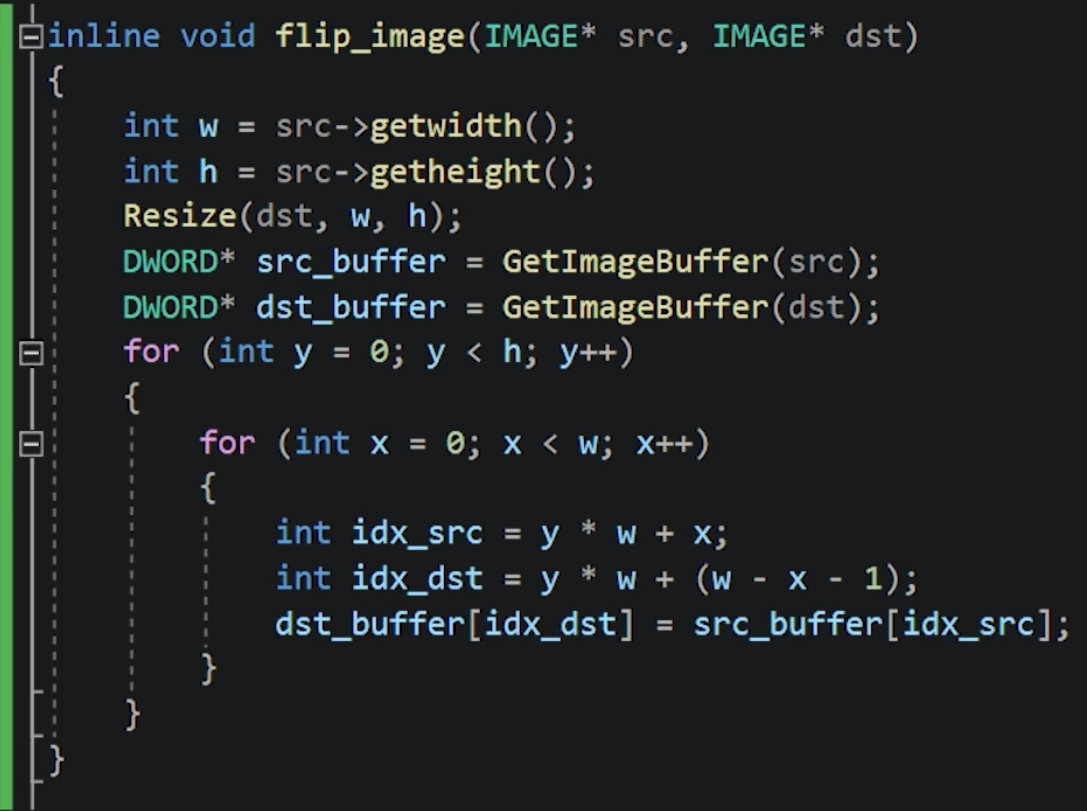 inline void flip_image(IMAGE* src, IMAGE* dst)
{
    int w = src->getwidth();
    int h = src->getheight();
    Resize(dst, w, h);
    DWORD* src_buffer = GetImageBuffer(src);
    DWORD* dst_buffer = GetImageBuffer(dst);
    for (int y = 0; y < h; y++)
    {
        for (int x = 0; x < w; x++)
        {
            int idx_src = y * w + x;
            int idx_dst = y * w + (w - x - 1);
            dst_buffer[idx_dst] = src_buffer[idx_src];
        }
    }
}